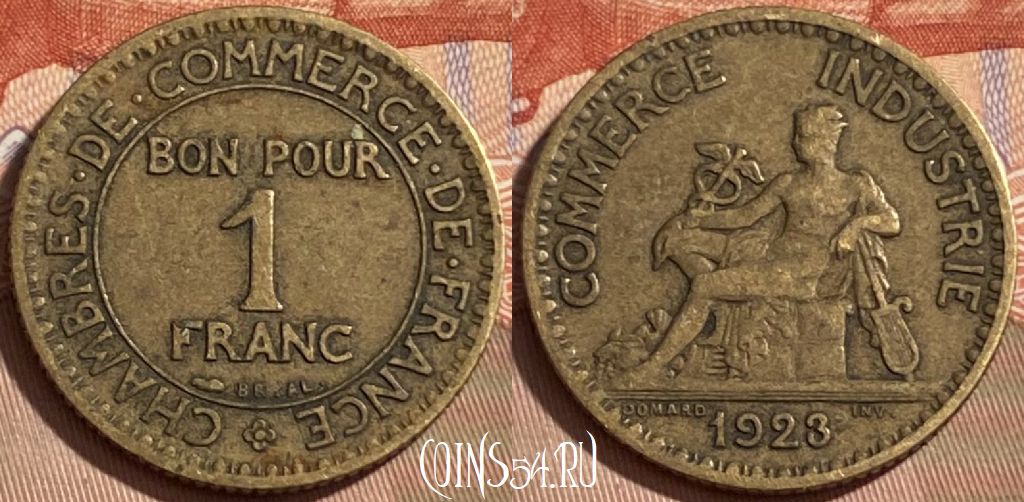 CHAMBRES·DE·COMMERCE·DE·FRANCE
BON POUR
1
FRANC
COMMERCE INDUSTRIE
DOMARD INV.
1923
COINS54.RU